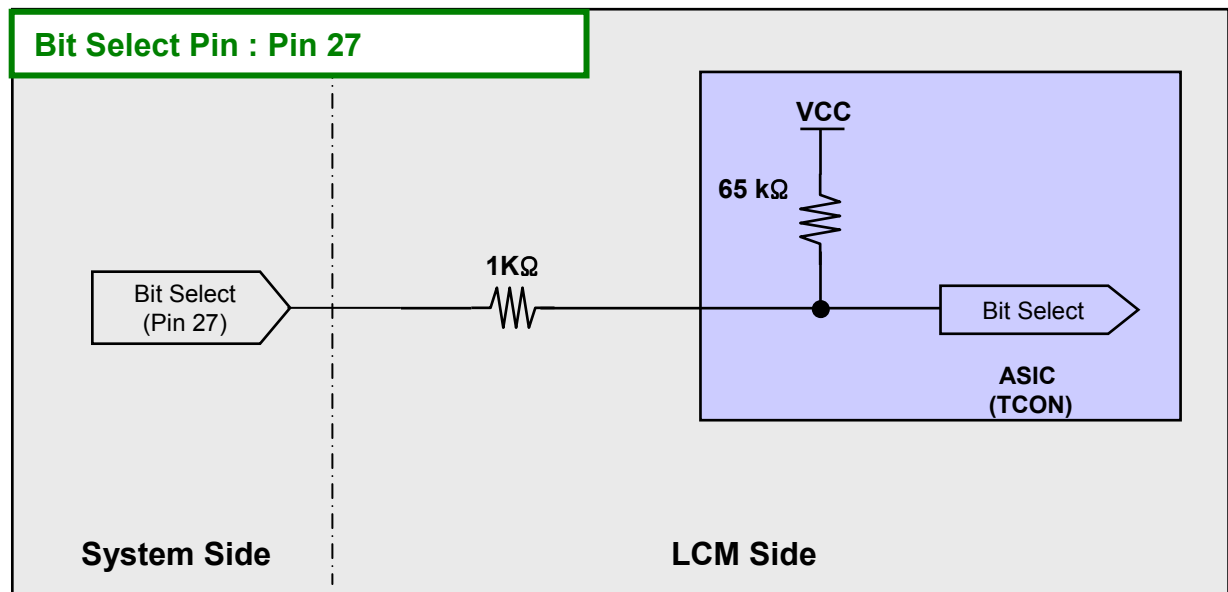 Bit Select Pin : Pin 27
VCC
65 kΩ
1KΩ
Bit Select
(Pin 27)
Bit Select
ASIC
(TCON)
System Side
LCM Side